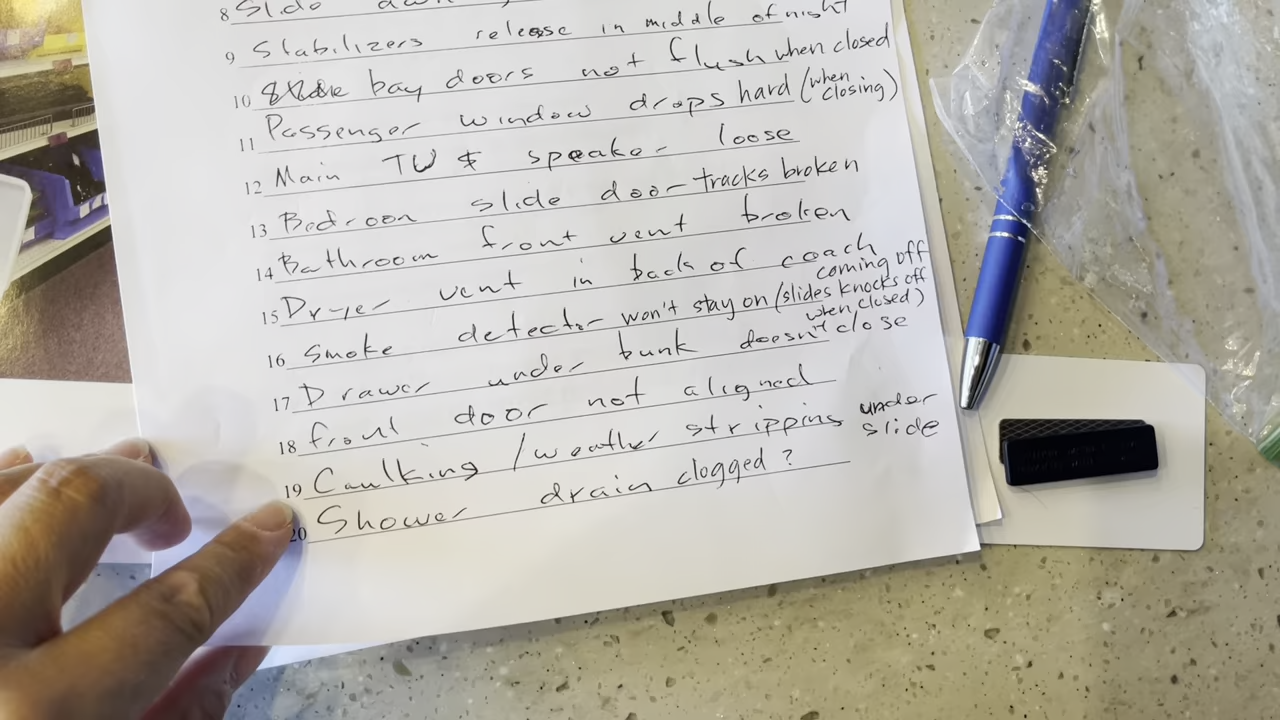 8 Slide
9 Stabilizers release in middle of night
10 bay doors not flush when closed
11 Passenger window drops hard (when closing)
12 Main TV & speaker loose
13 Bedroom slide door tracks broken
14 Bathroom front vent broken
15 Dryer vent in back of coach coming off
16 Smoke detector won't stay on (slides knocks off when closed)
17 Drawer under bunk doesn't close
18 front door not aligned
19 Caulking / weather stripping under slide
20 Shower drain clogged ?